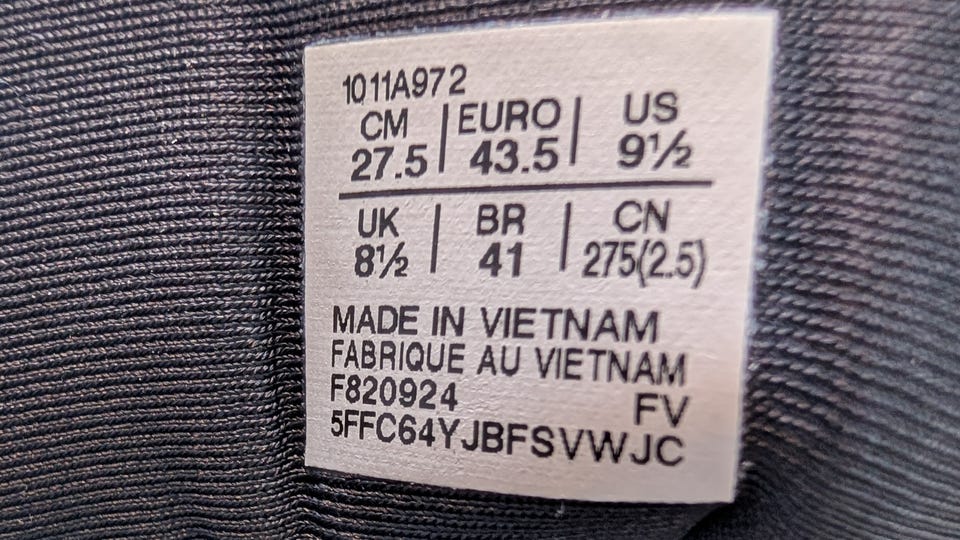 1011A972
CM | EURO | US
27.5 | 43.5 | 9½
UK | BR | CN
8½ | 41 | 275(2.5)
MADE IN VIETNAM
FABRIQUE AU VIETNAM
F820924 FV
5FFC64YJBFSVWJC